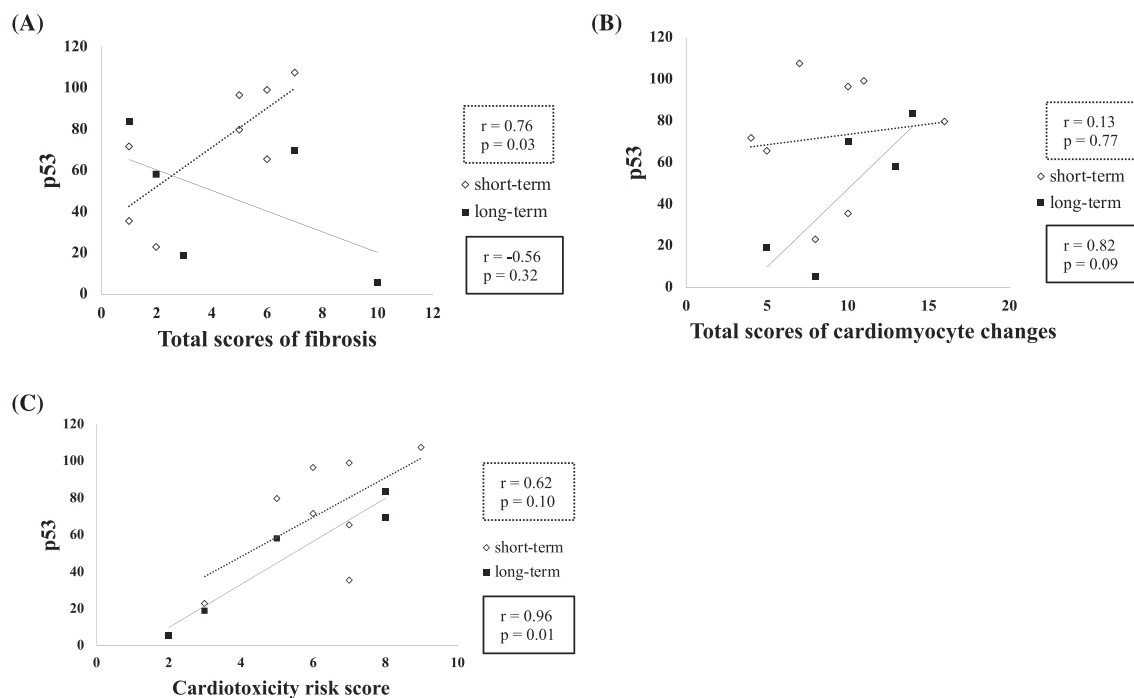 (A)
120
100
80
60
40
20
0
p53
0 2 4 6 8 10 12
Total scores of fibrosis
r = 0.76
p = 0.03
short-term
long-term
r = -0.56
p = 0.32
(B)
120
100
80
60
40
20
0
p53
0 5 10 15 20
Total scores of cardiomyocyte changes
r = 0.13
p = 0.77
short-term
long-term
r = 0.82
p = 0.09
(C)
120
100
80
60
40
20
0
p53
0 2 4 6 8 10
Cardiotoxicity risk score
r = 0.62
p = 0.10
short-term
long-term
r = 0.96
p = 0.01